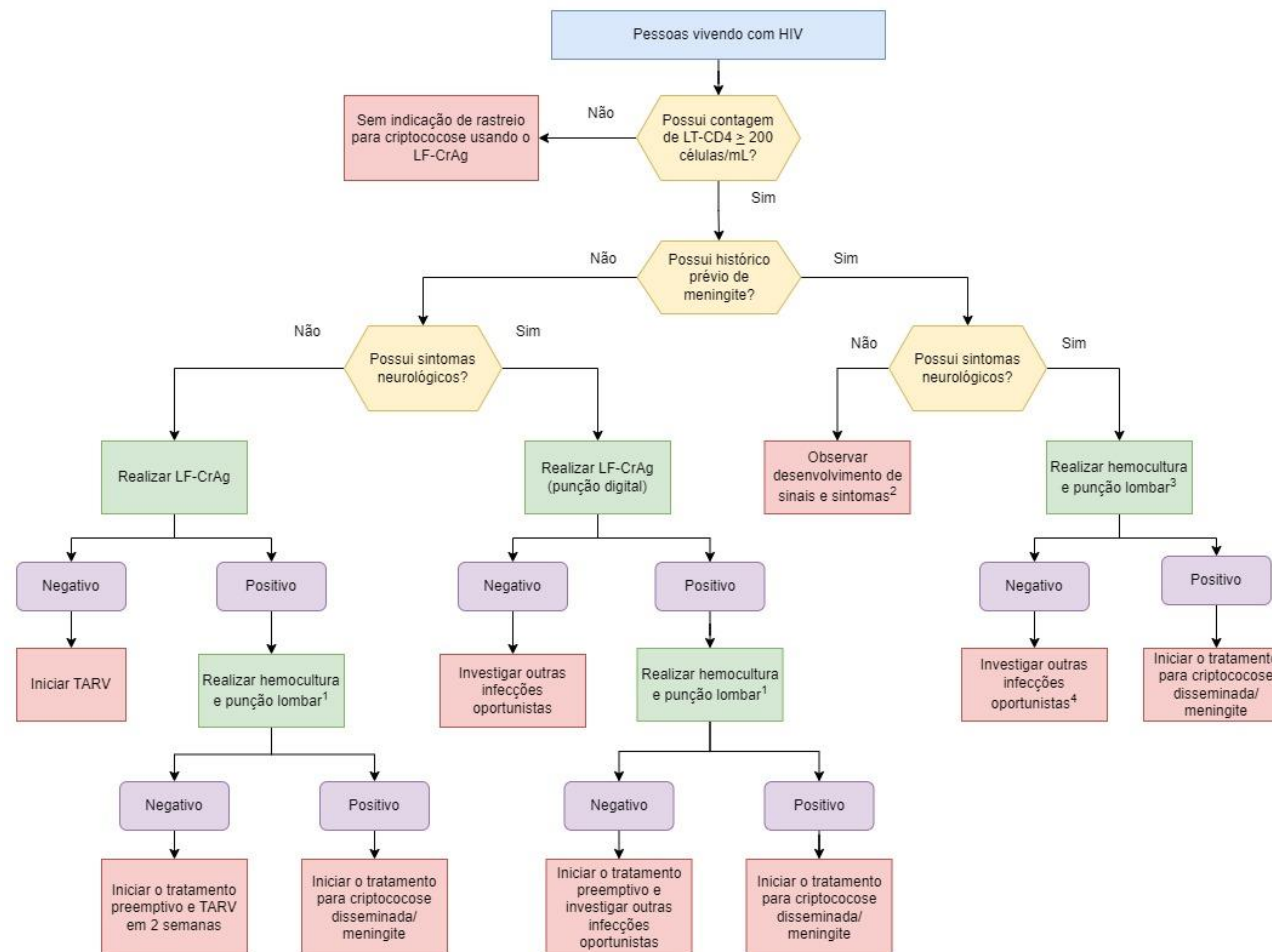 Pessoas vivendo com HIV
Não
Sem indicação de rastreio
para criptococose usando o
LF-CrAg
Possui contagem
de LT-CD4 ≥ 200
células/mL?
Sim
Não
Possui histórico
prévio de
meningite?
Sim
Não
Possui sintomas
neurológicos?
Sim
Não
Possui sintomas
neurológicos?
Sim
Realizar LF-CrAg
Realizar LF-CrAg
(punção digital)
Observar
desenvolvimento de
sinais e sintomas²
Realizar hemocultura
e punção lombar³
Negativo
Positivo
Negativo
Positivo
Negativo
Positivo
Iniciar TARV
Realizar hemocultura
e punção lombar¹
Investigar outras
infecções
oportunistas
Realizar hemocultura
e punção lombar¹
Investigar outras
infecções
oportunistas⁴
Iniciar o tratamento
para criptococose
disseminada/
meningite
Negativo
Positivo
Negativo
Positivo
Iniciar o tratamento
preemptivo e TARV
em 2 semanas
Iniciar o tratamento
para criptococose
disseminada/
meningite
Iniciar o tratamento
preemptivo e
investigar outras
infecções
oportunistas
Iniciar o tratamento
para criptococose
disseminada/
meningite